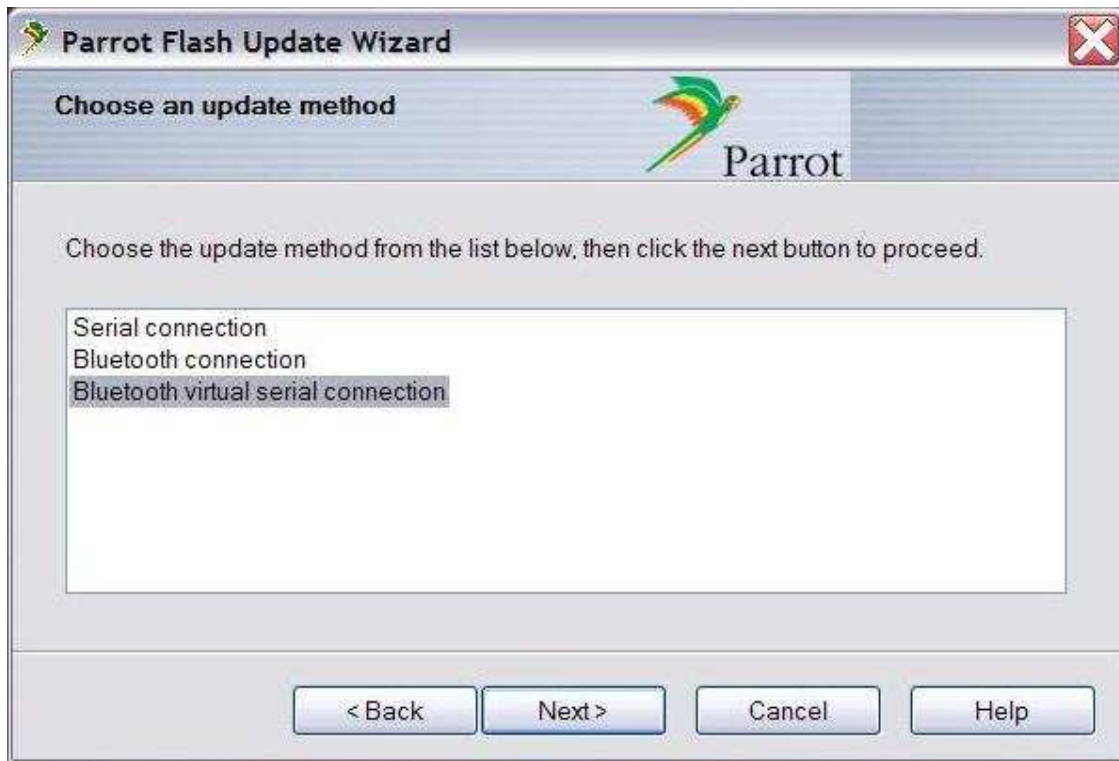 Parrot Flash Update Wizard
Choose an update method
Parrot
Choose the update method from the list below, then click the next button to proceed.
Serial connection
Bluetooth connection
Bluetooth virtual serial connection
< Back Next > Cancel Help